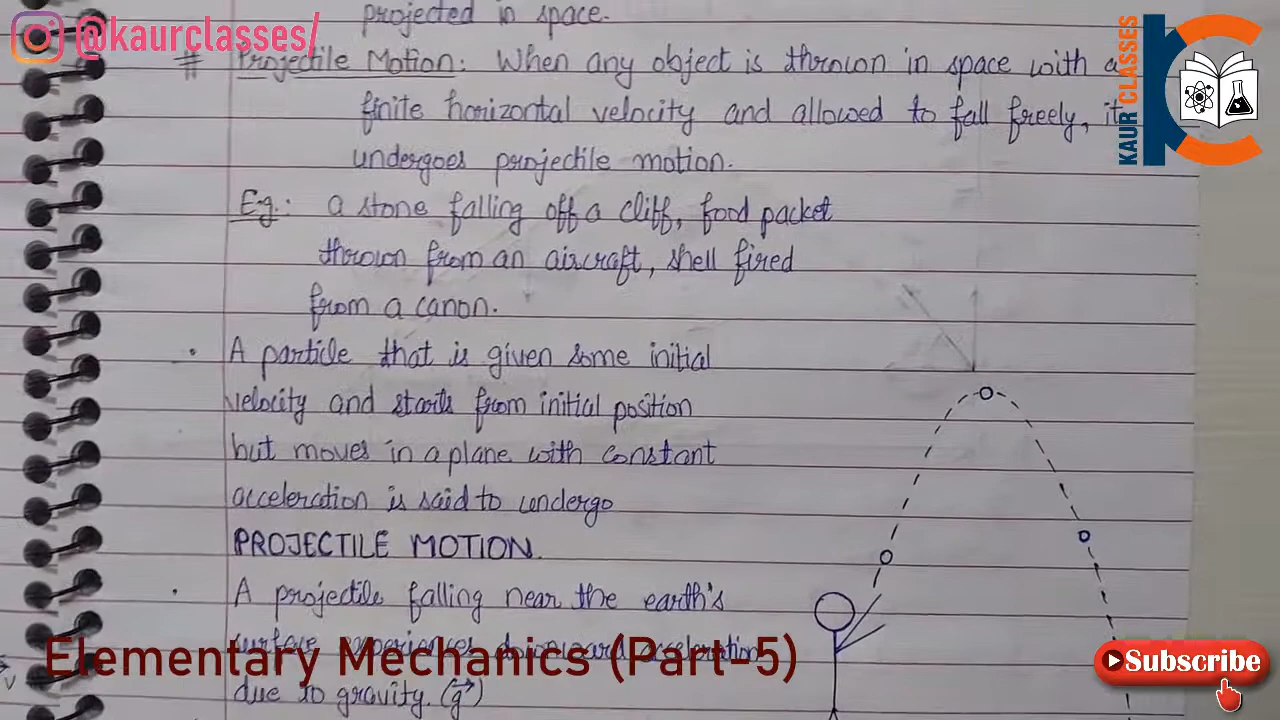 projected in space.
@kaurclasses/
# Projectile Motion: When any object is thrown in space with a
finite horizontal velocity and allowed to fall freely, it
undergoes projectile motion.
Eg.: a stone falling off a cliff, food packet
thrown from an aircraft, shell fired
from a canon.
• A particle that is given some initial
velocity and starts from initial position
but moves in a plane with constant
acceleration is said to undergo
PROJECTILE MOTION.
• A projectile falling near the earth's
surface experiences downward acceleration
due to gravity. (g→)
v→
KAUR CLASSES
Elementary Mechanics (Part-5)
Subscribe